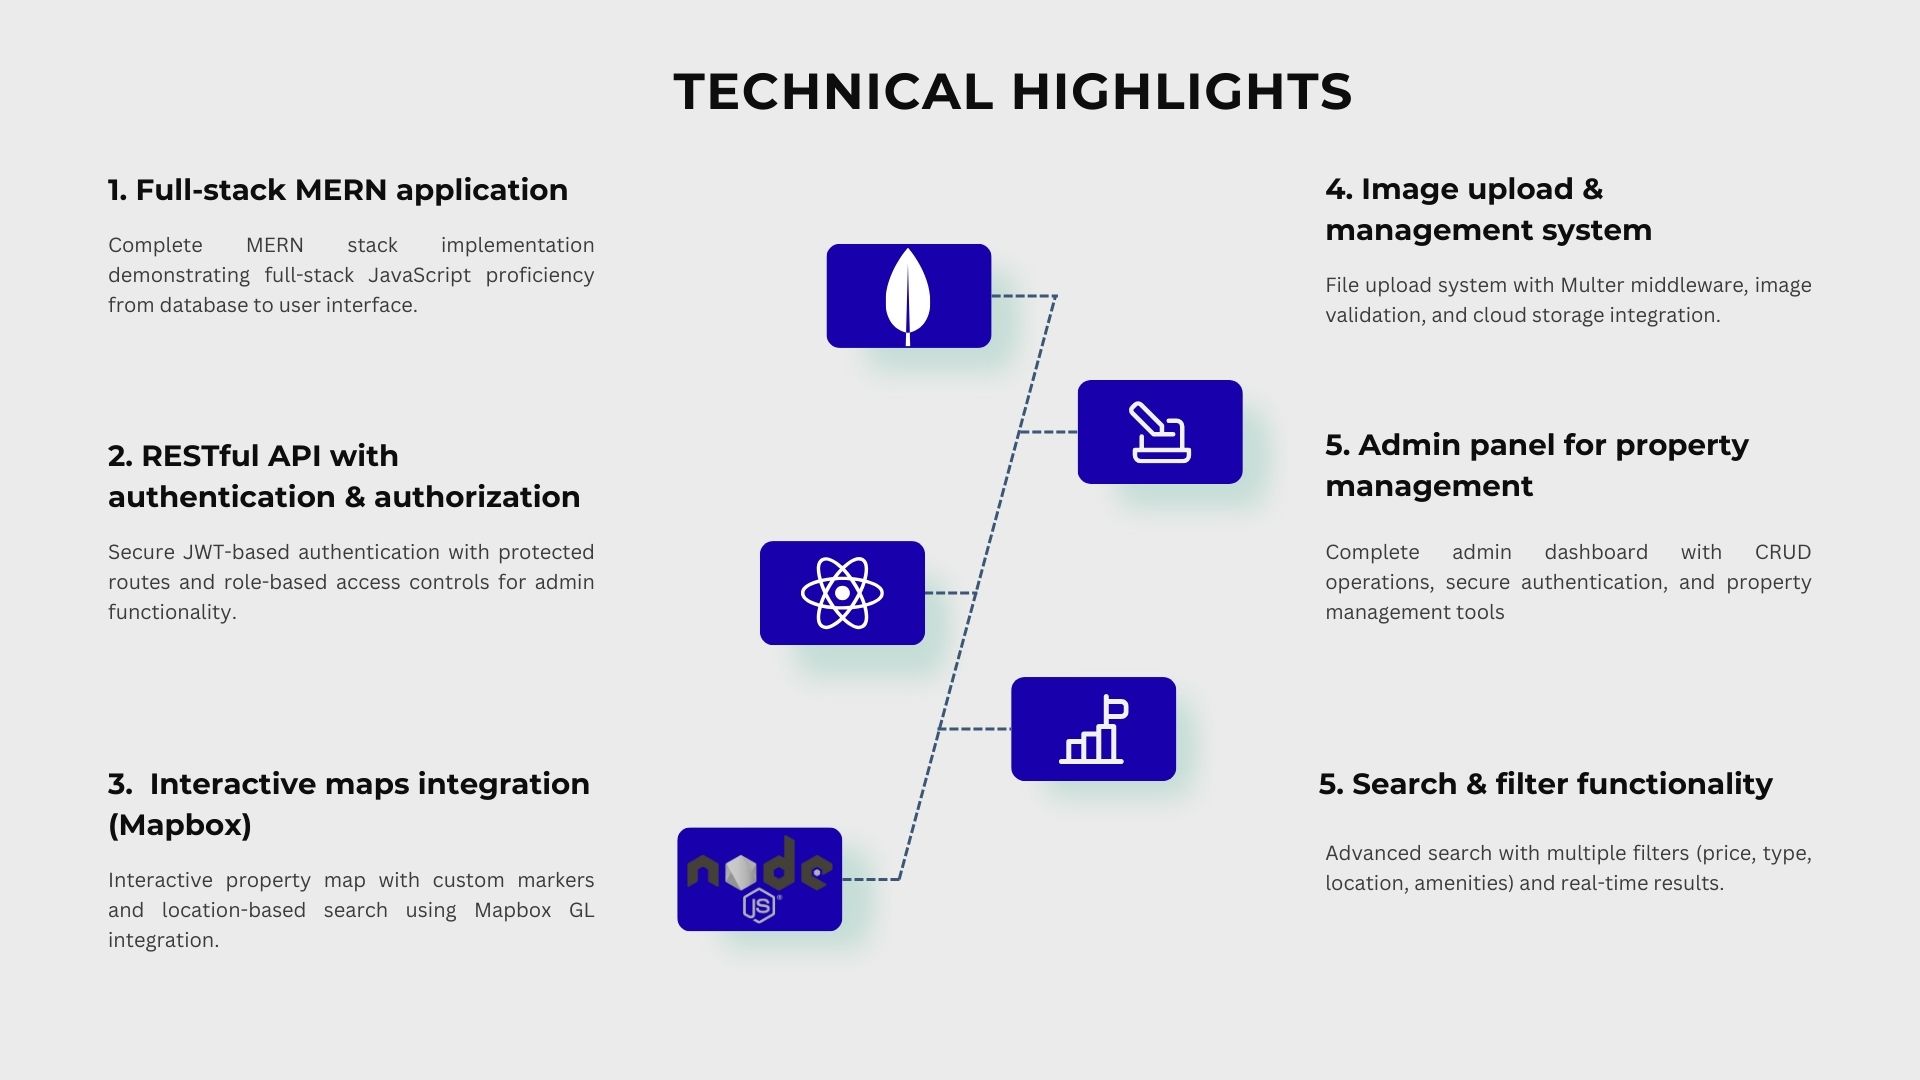 TECHNICAL HIGHLIGHTS
1. Full-stack MERN application
Complete MERN stack implementation
demonstrating full-stack JavaScript proficiency
from database to user interface.
2. RESTful API with
authentication & authorization
Secure JWT-based authentication with protected
routes and role-based access controls for admin
functionality.
3.  Interactive maps integration
(Mapbox)
Interactive property map with custom markers
and location-based search using Mapbox GL
integration.
node
JS®
4. Image upload &
management system
File upload system with Multer middleware, image
validation, and cloud storage integration.
5. Admin panel for property
management
Complete admin dashboard with CRUD
operations, secure authentication, and property
management tools
5. Search & filter functionality
Advanced search with multiple filters (price, type,
location, amenities) and real-time results.